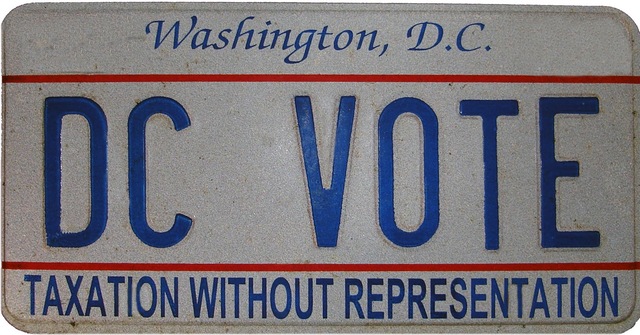 Washington, D.C.
DC VOTE
TAXATION WITHOUT REPRESENTATION